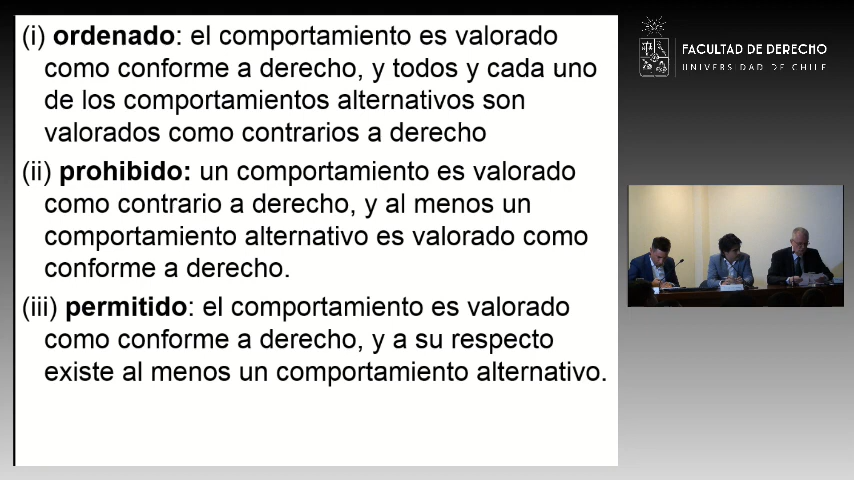 (i) ordenado: el comportamiento es valorado
como conforme a derecho, y todos y cada uno
de los comportamientos alternativos son
valorados como contrarios a derecho
(ii) prohibido: un comportamiento es valorado
como contrario a derecho, y al menos un
comportamiento alternativo es valorado como
conforme a derecho.
(iii) permitido: el comportamiento es valorado
como conforme a derecho, y a su respecto
existe al menos un comportamiento alternativo.
FACULTAD DE DERECHO
UNIVERSIDAD DE CHILE